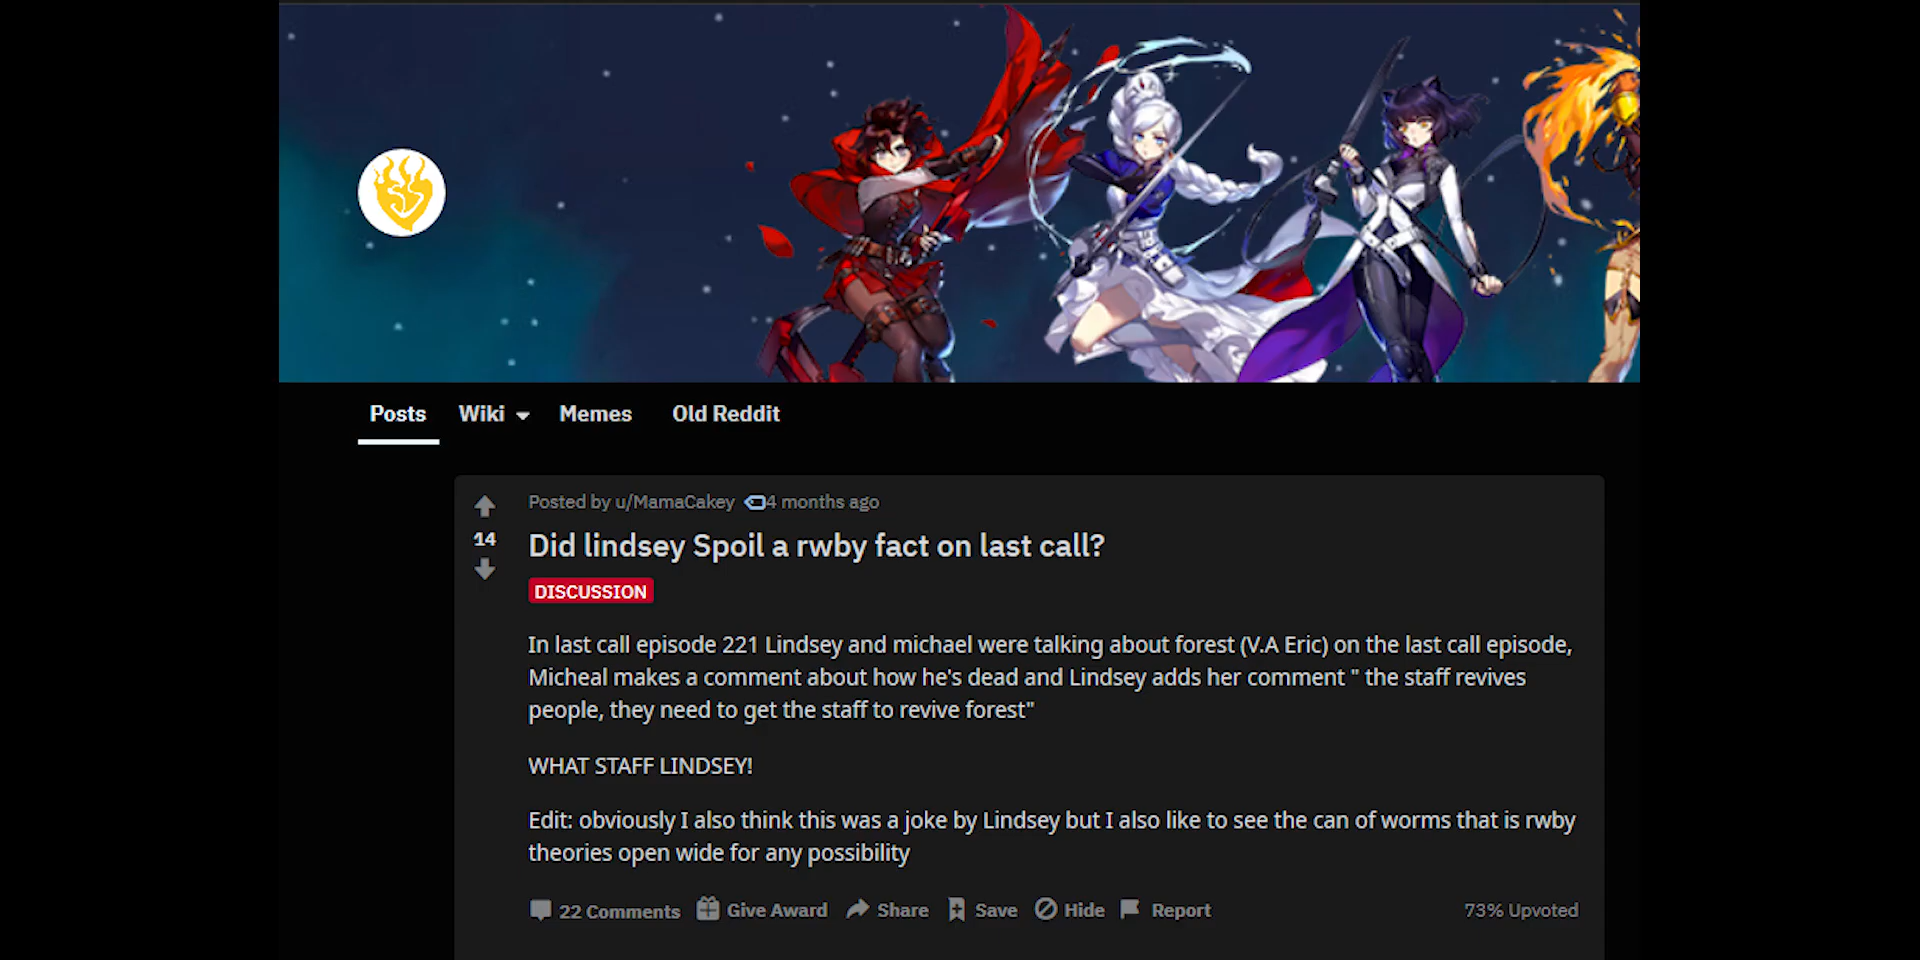 Posts Wiki Memes Old Reddit
Posted by u/MamaCakey 4 months ago
14
Did lindsey Spoil a rwby fact on last call?
DISCUSSION
In last call episode 221 Lindsey and michael were talking about forest (V.A Eric) on the last call episode,
Micheal makes a comment about how he's dead and Lindsey adds her comment " the staff revives
people, they need to get the staff to revive forest"
WHAT STAFF LINDSEY!
Edit: obviously I also think this was a joke by Lindsey but I also like to see the can of worms that is rwby
theories open wide for any possibility
22 Comments Give Award Share Save Hide Report 73% Upvoted